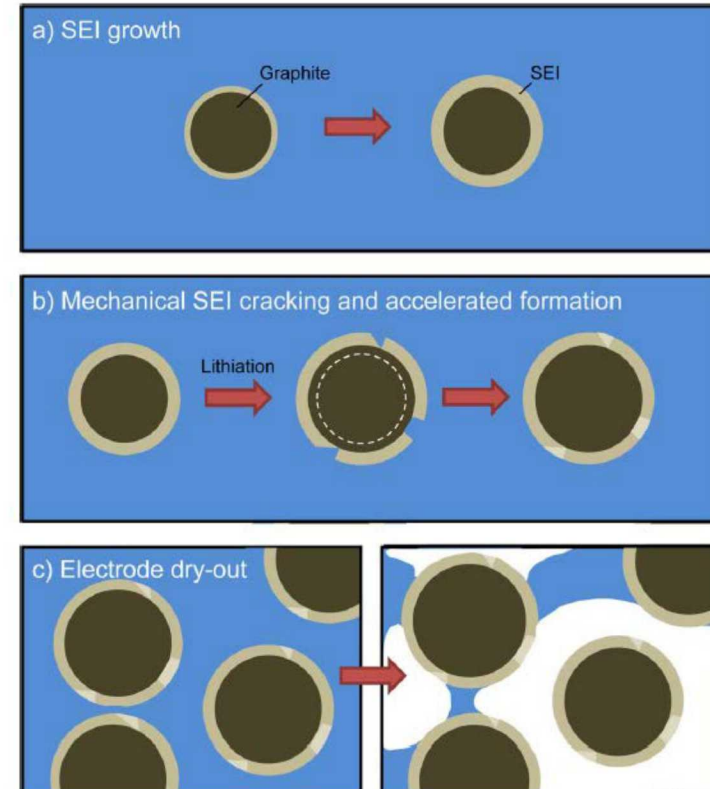 a) SEI growth
Graphite
SEI
b) Mechanical SEI cracking and accelerated formation
Lithiation
c) Electrode dry-out